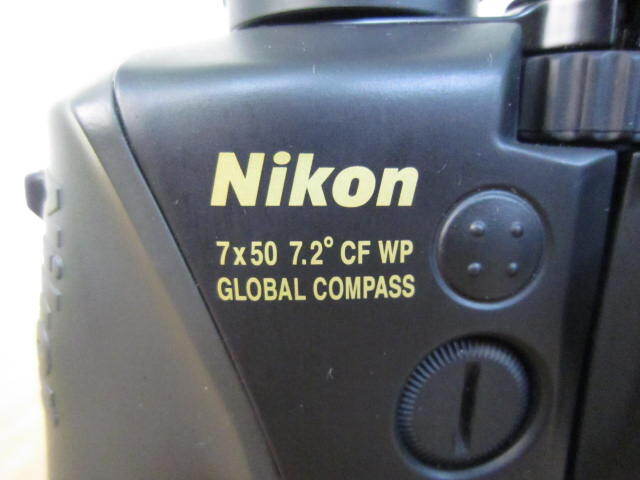 Nikon
7x50 7.2° CF WP
GLOBAL COMPASS